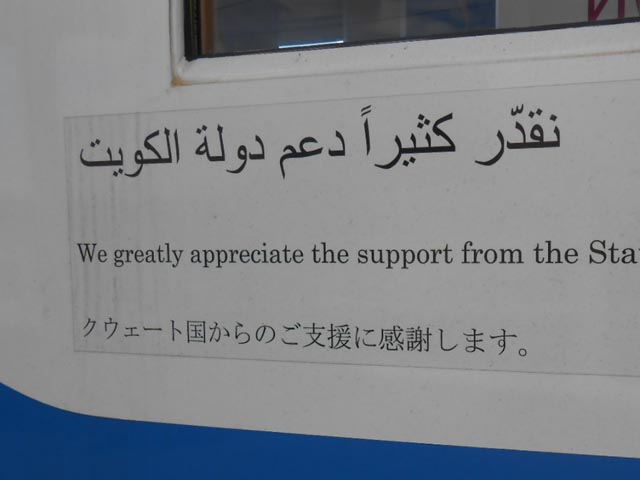 نقدّر كثيراً دعم دولة الكويت
We greatly appreciate the support from the
クウェート国からのご支援に感謝します。